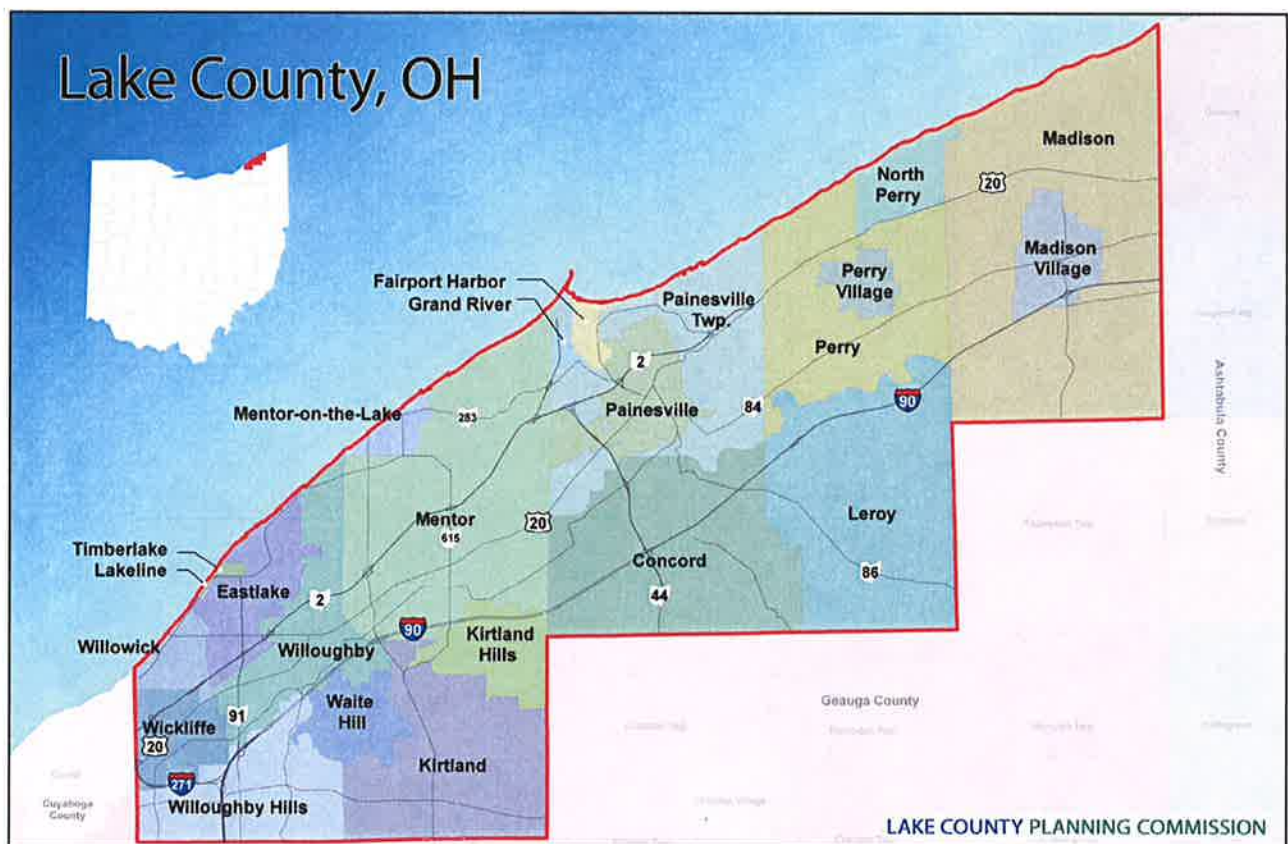 Lake County, OH
Madison
North
Perry
20
Madison
Village
Fairport Harbor
Grand River
Perry
Village
Painesville
Twp.
Perry
2
90
Mentor-on-the-Lake
283
Painesville
84
Ashtabula
County
Mentor
615
20
Leroy
Timberlake
Lakeline
Eastlake
Concord
86
2
44
Willowick
Willoughby
90
Kirtland
Hills
Waite
Hill
Geauga County
Wickliffe
91
20
Kirtland
271
Willoughby Hills
Cuyahoga
County
LAKE COUNTY PLANNING COMMISSION